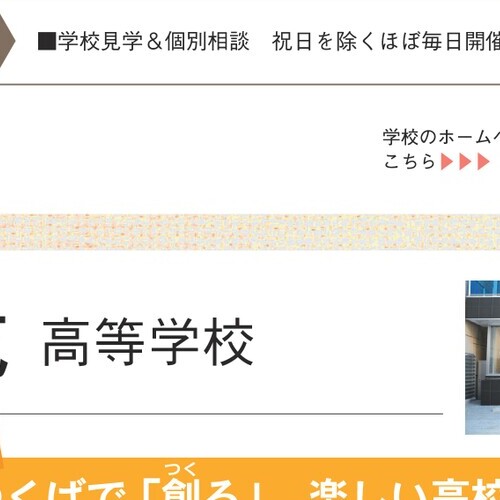 ■学校見学＆個別相談　祝日を除くほぼ毎日開催
学校のホーム
こちら▶▶▶
高等学校
つく
くばで「創る」、楽しい高校